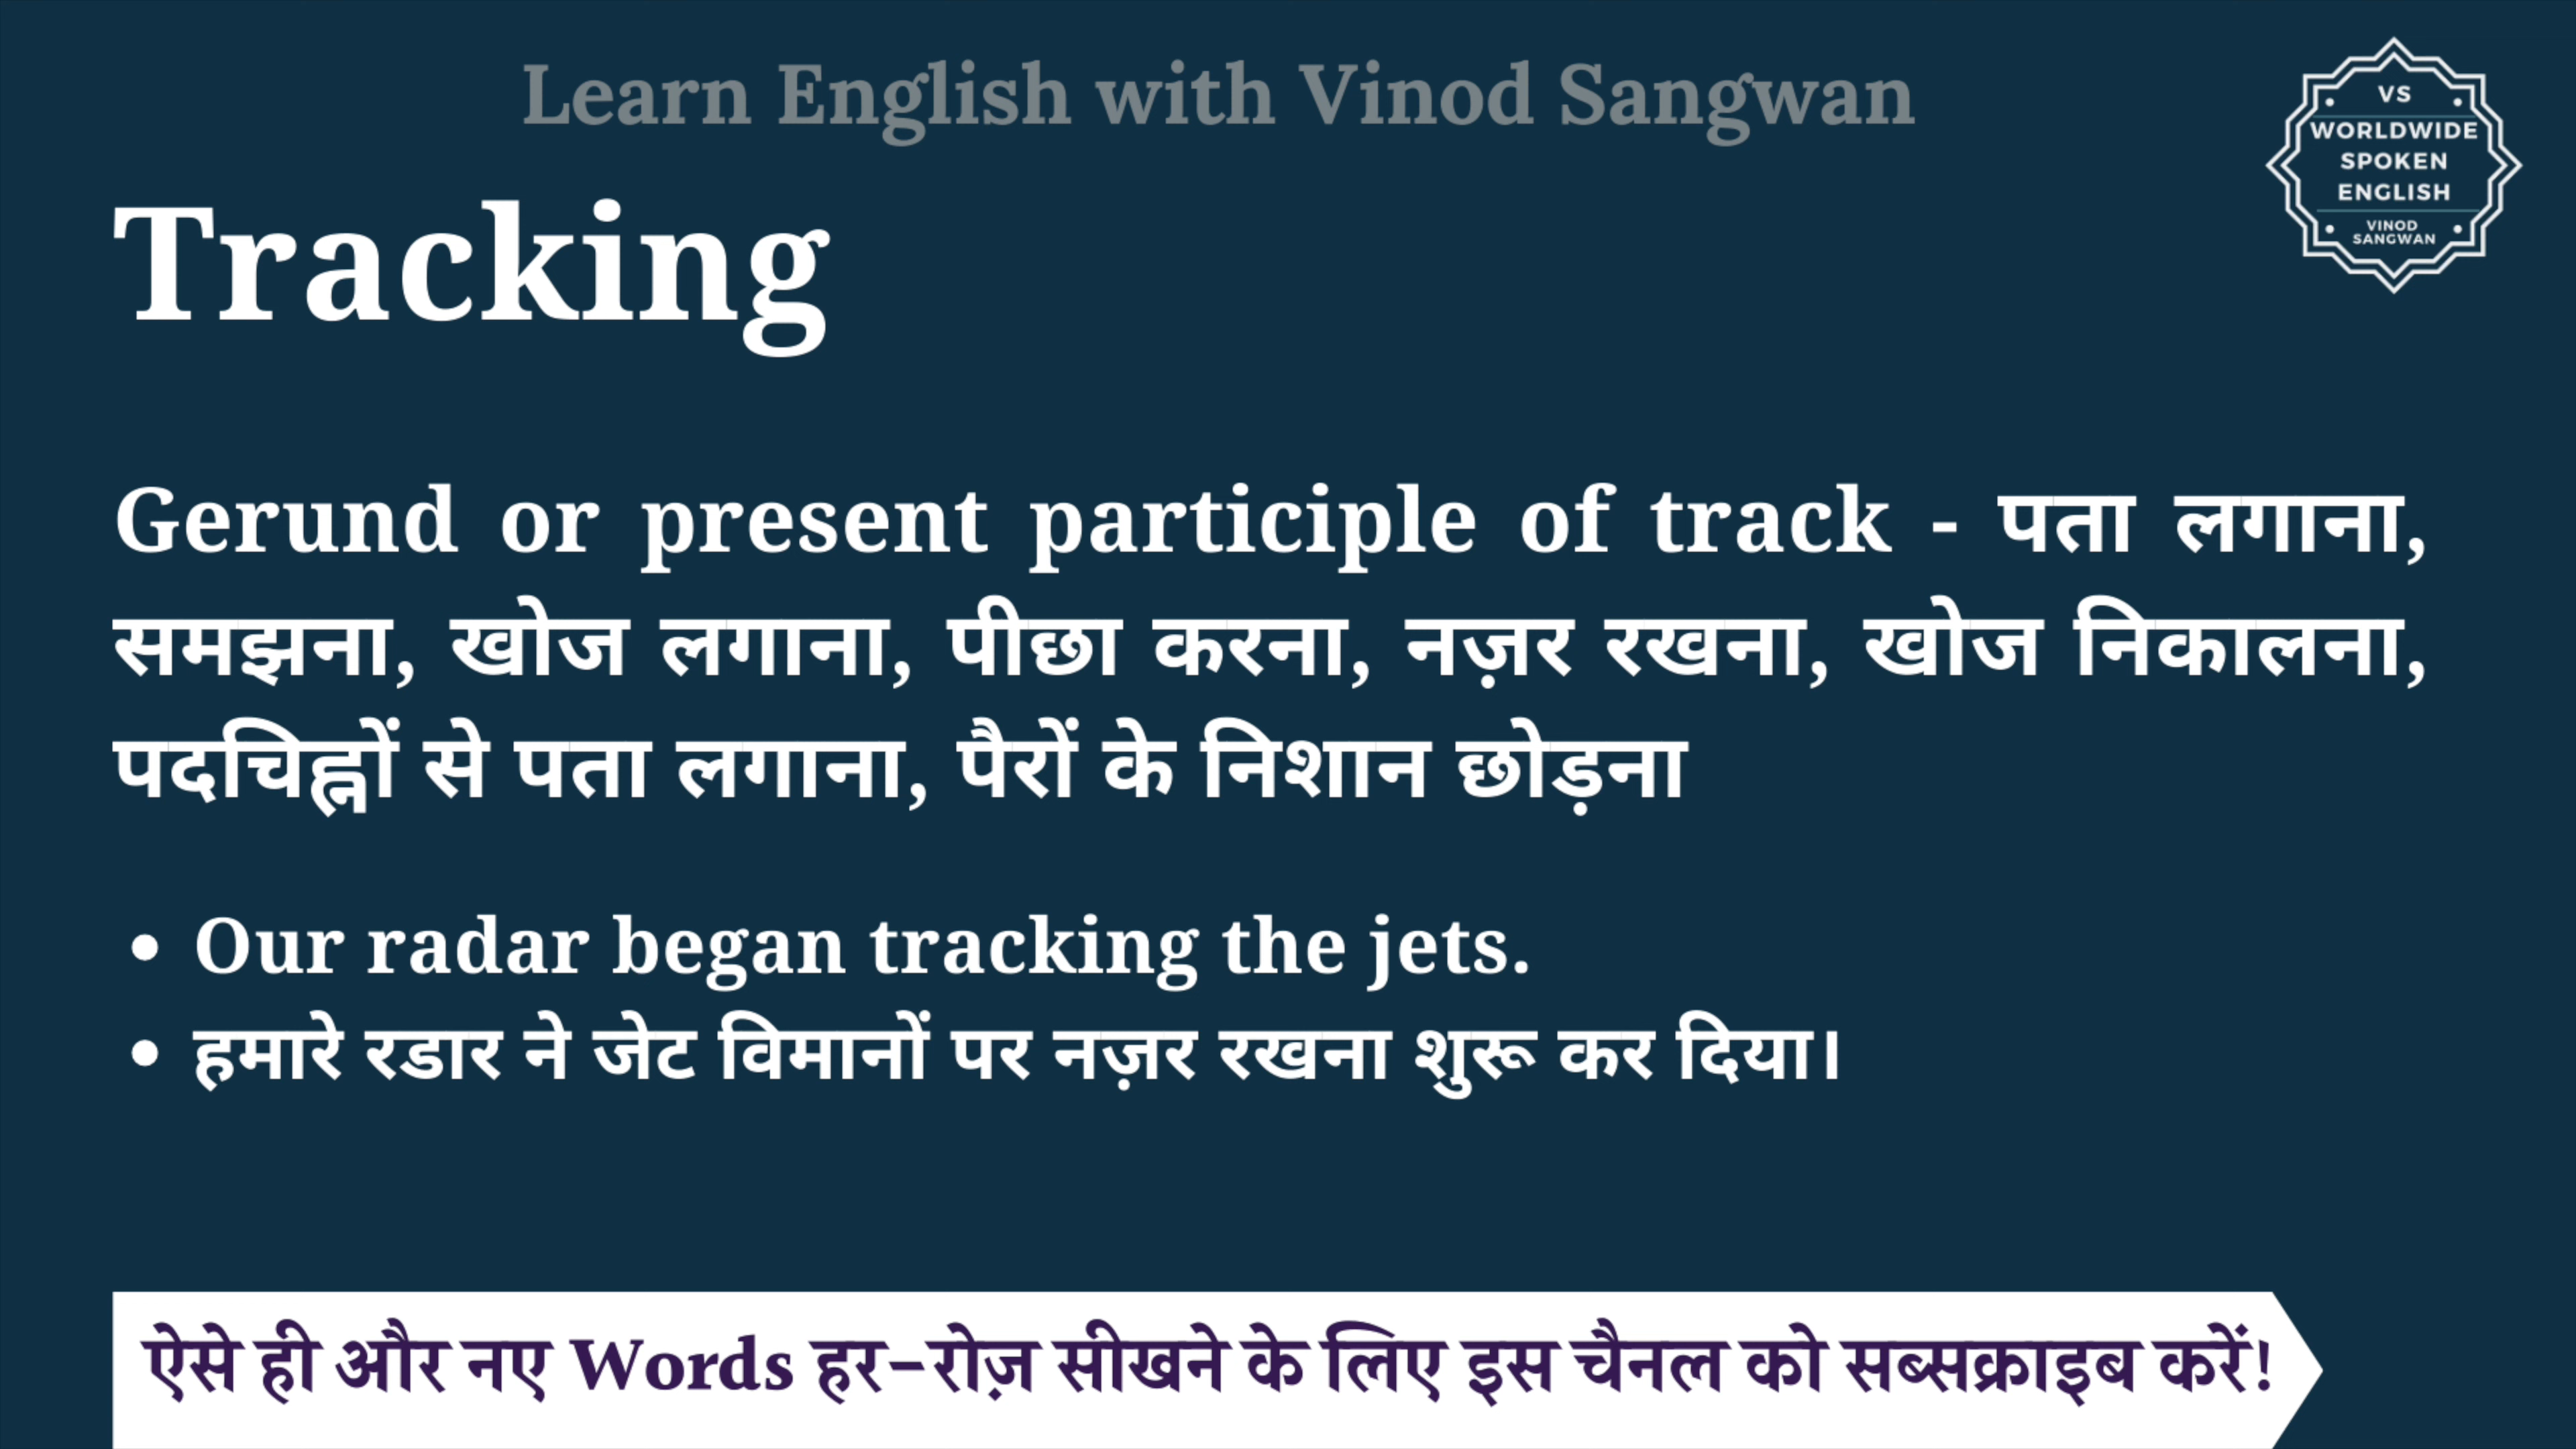 Learn English with Vinod Sangwan
VS
WORLDWIDE
SPOKEN
ENGLISH
VINOD
SANGWAN
Tracking
Gerund or present participle of track - पता लगाना,
समझना, खोज लगाना, पीछा करना, नज़र रखना, खोज निकालना,
पदचिह्नों से पता लगाना, पैरों के निशान छोड़ना
• Our radar began tracking the jets.
• हमारे रडार ने जेट विमानों पर नज़र रखना शुरू कर दिया।
ऐसे ही और नए Words हर-रोज़ सीखने के लिए इस चैनल को सब्सक्राइब करें!